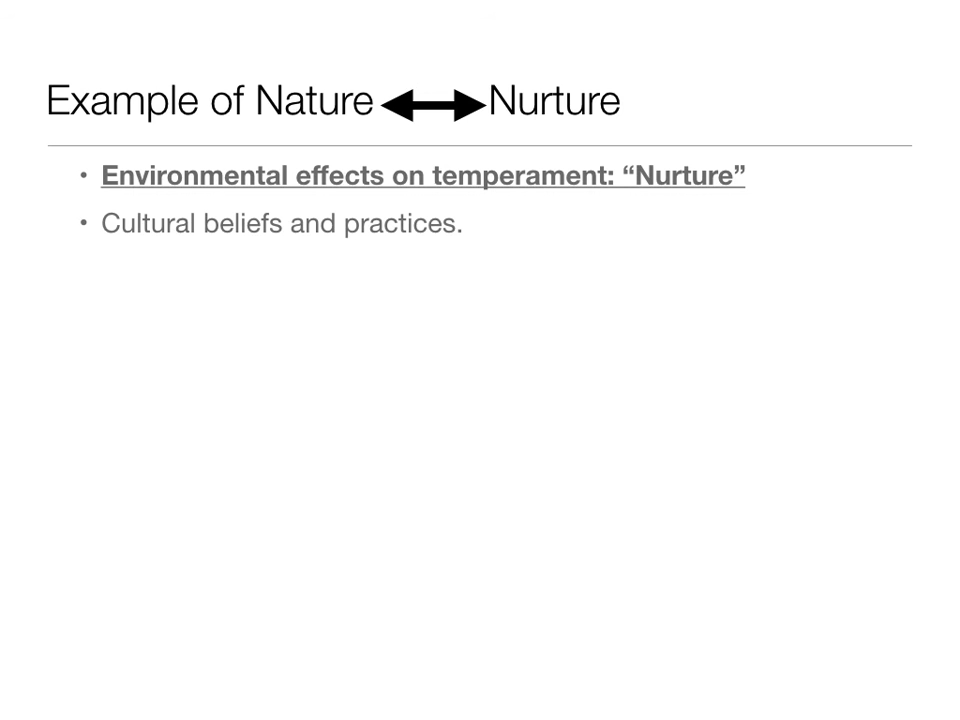 Example of Nature Nurture
• Environmental effects on temperament: “Nurture”
• Cultural beliefs and practices.